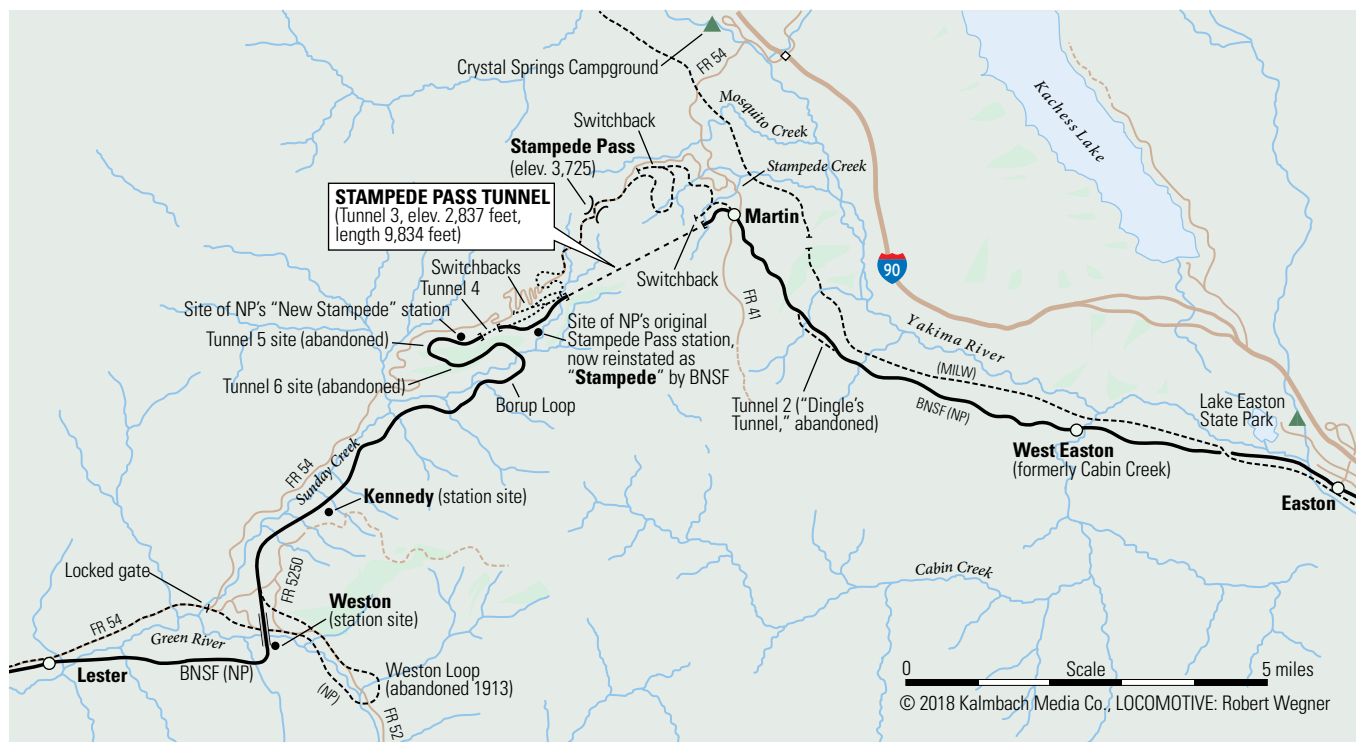 Crystal Springs Campground
FR 54
Mosquito Creek
Kachess Lake
Switchback
Stampede Pass
(elev. 3,725)
Stampede Creek
STAMPEDE PASS TUNNEL
(Tunnel 3, elev. 2,837 feet,
length 9,834 feet)
Martin
90
Switchbacks
Tunnel 4
Switchback
Site of NP's "New Stampede" station
Tunnel 5 site (abandoned)
Tunnel 6 site (abandoned)
Site of NP's original
Stampede Pass station,
now reinstated as
"Stampede" by BNSF
FR 41
Yakima River
(MILW)
BNSF (NP)
Borup Loop
Tunnel 2 ("Dingle's
Tunnel," abandoned)
Lake Easton
State Park
West Easton
(formerly Cabin Creek)
Easton
FR 54
Sunday Creek
Kennedy (station site)
Locked gate
FR 5250
Cabin Creek
Weston
(station site)
FR 54
Green River
Lester
BNSF (NP)
(NP)
Weston Loop
(abandoned 1913)
FR 52
0 Scale 5 miles
© 2018 Kalmbach Media Co., LOCOMOTIVE: Robert Wegner